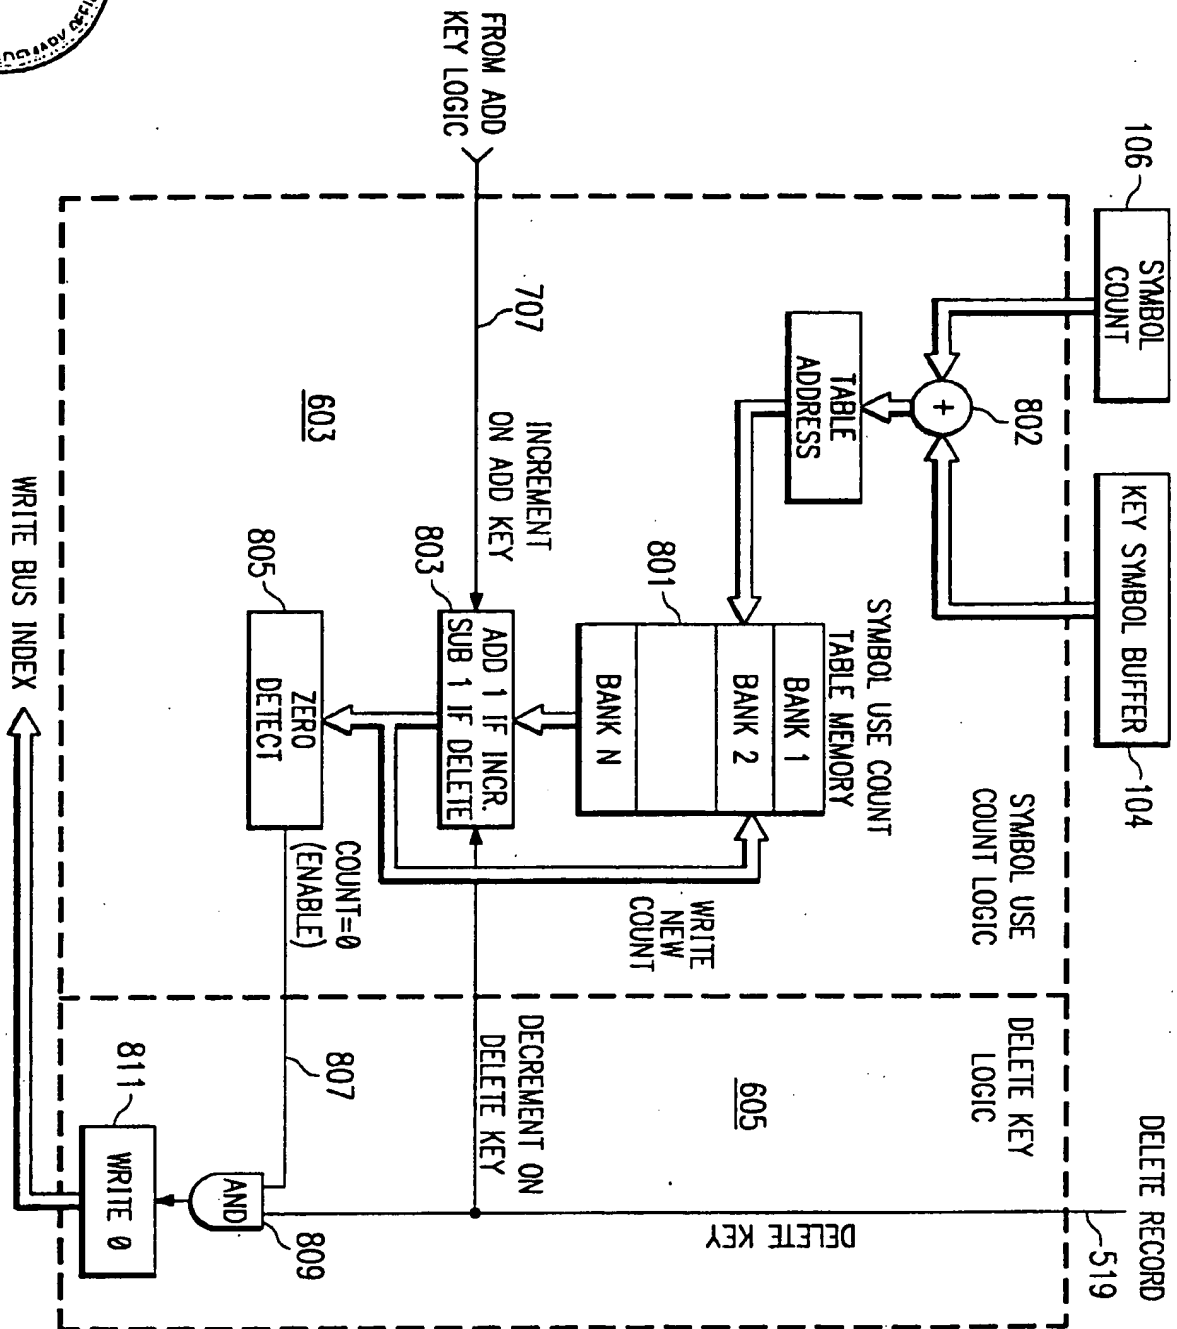 DELETE RECORD
519
106
SYMBOL
COUNT
KEY SYMBOL BUFFER
104
802
+
TABLE
ADDRESS
SYMBOL USE
COUNT LOGIC
DELETE KEY
LOGIC
605
DELETE KEY
SYMBOL USE COUNT
TABLE MEMORY
801
BANK 1
BANK 2
BANK N
WRITE
NEW
COUNT
FROM ADD
KEY LOGIC
707
INCREMENT
ON ADD KEY
803
ADD 1 IF INCR.
SUB 1 IF DELETE
DECREMENT ON
DELETE KEY
603
805
ZERO
DETECT
COUNT=0
(ENABLE)
807
AND
809
811
WRITE 0
WRITE BUS INDEX